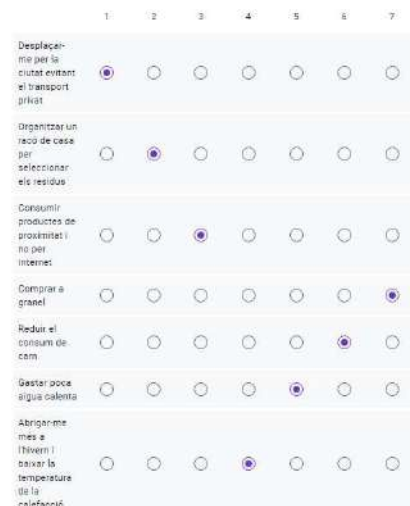 1 2 3 4 5 6 7
Desplaçar-
me per la
ciutat evitant
el transport
privat
Organitzar un
racó de casa
per
seleccionar
els residus
Consumir
productes de
proximitat i
no per
internet
Comprar a
granel
Reduir el
consum de
carn
Gastar poca
aigua calenta
Abrigar-me
més a
l'hivern i
baixar la
temperatura
de la
calefacció